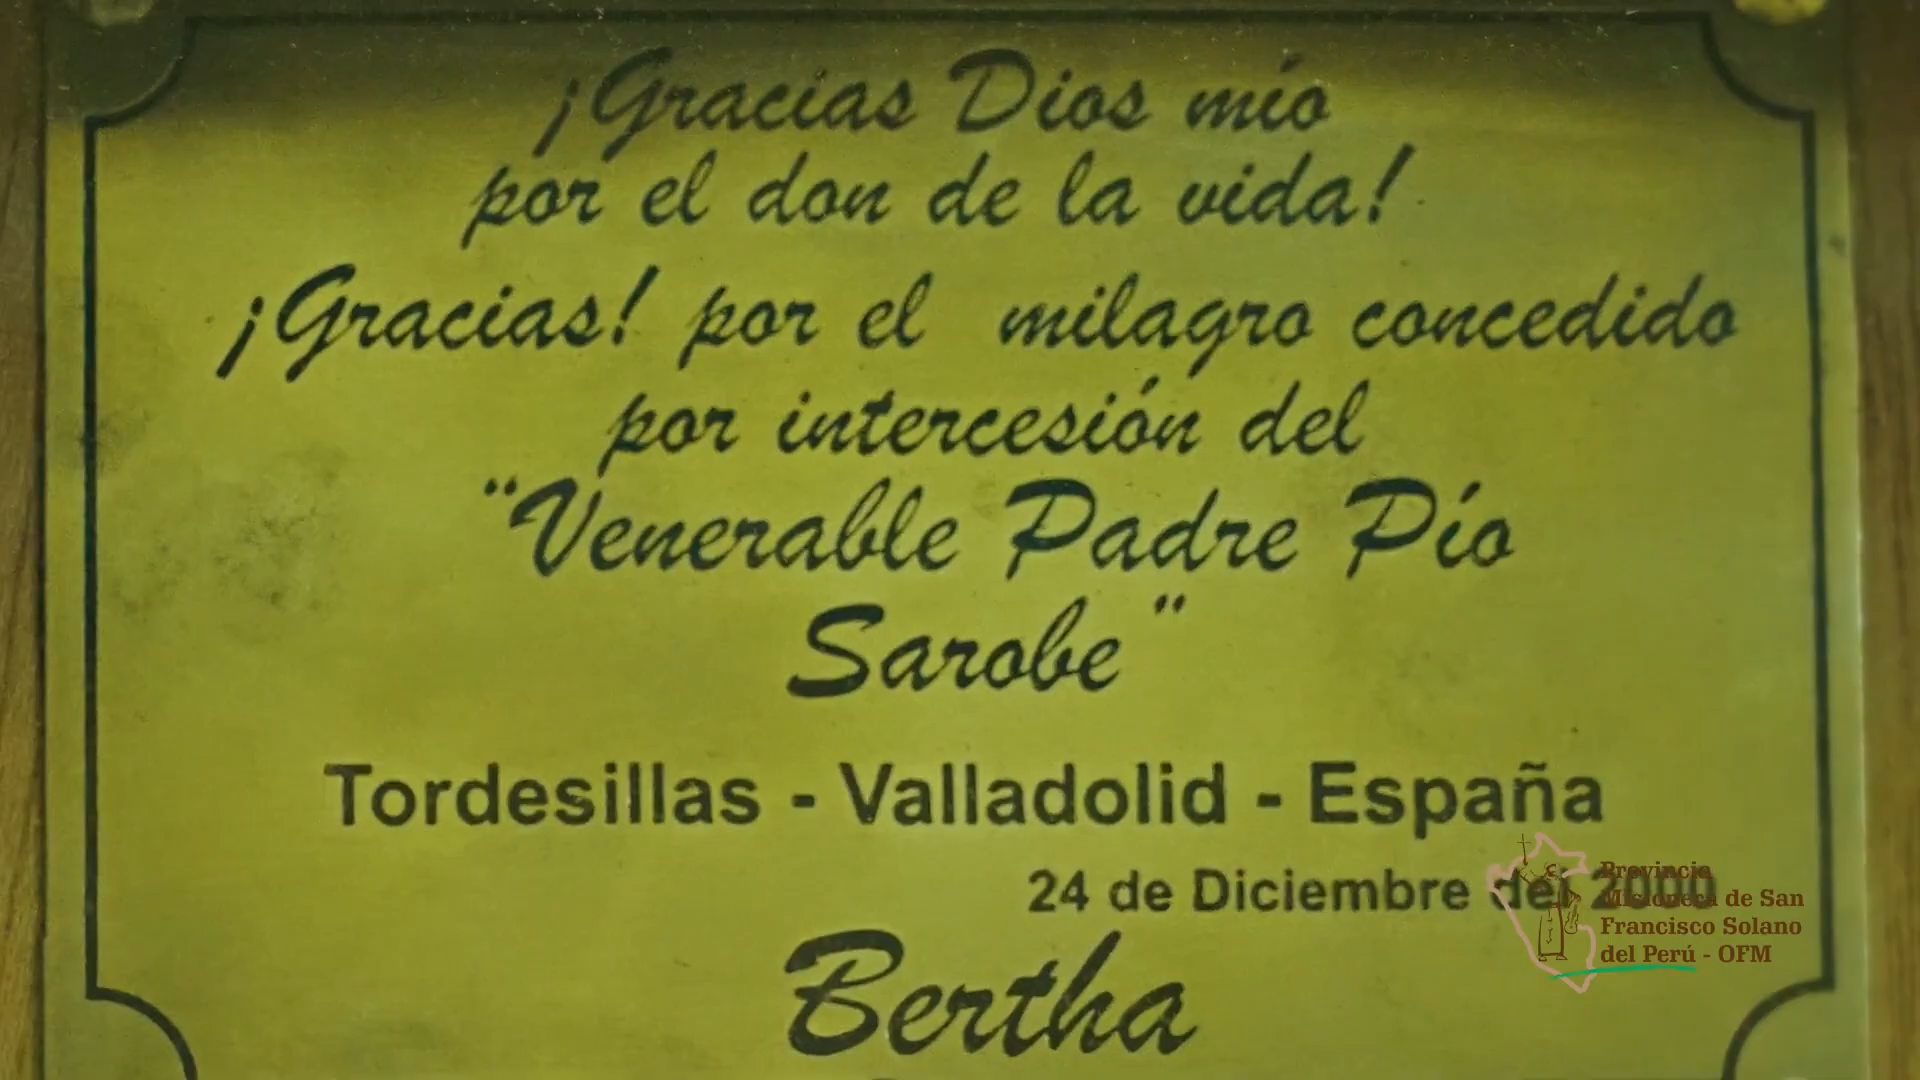 ¡Gracias Dios mío
por el don de la vida!
¡Gracias! por el milagro concedido
por intercesión del
"Venerable Padre Pío
Sarobe"
Tordesillas - Valladolid - España
24 de Diciembre del 2000
Bertha
Provincia
Misionera de San
Francisco Solano
del Perú - OFM